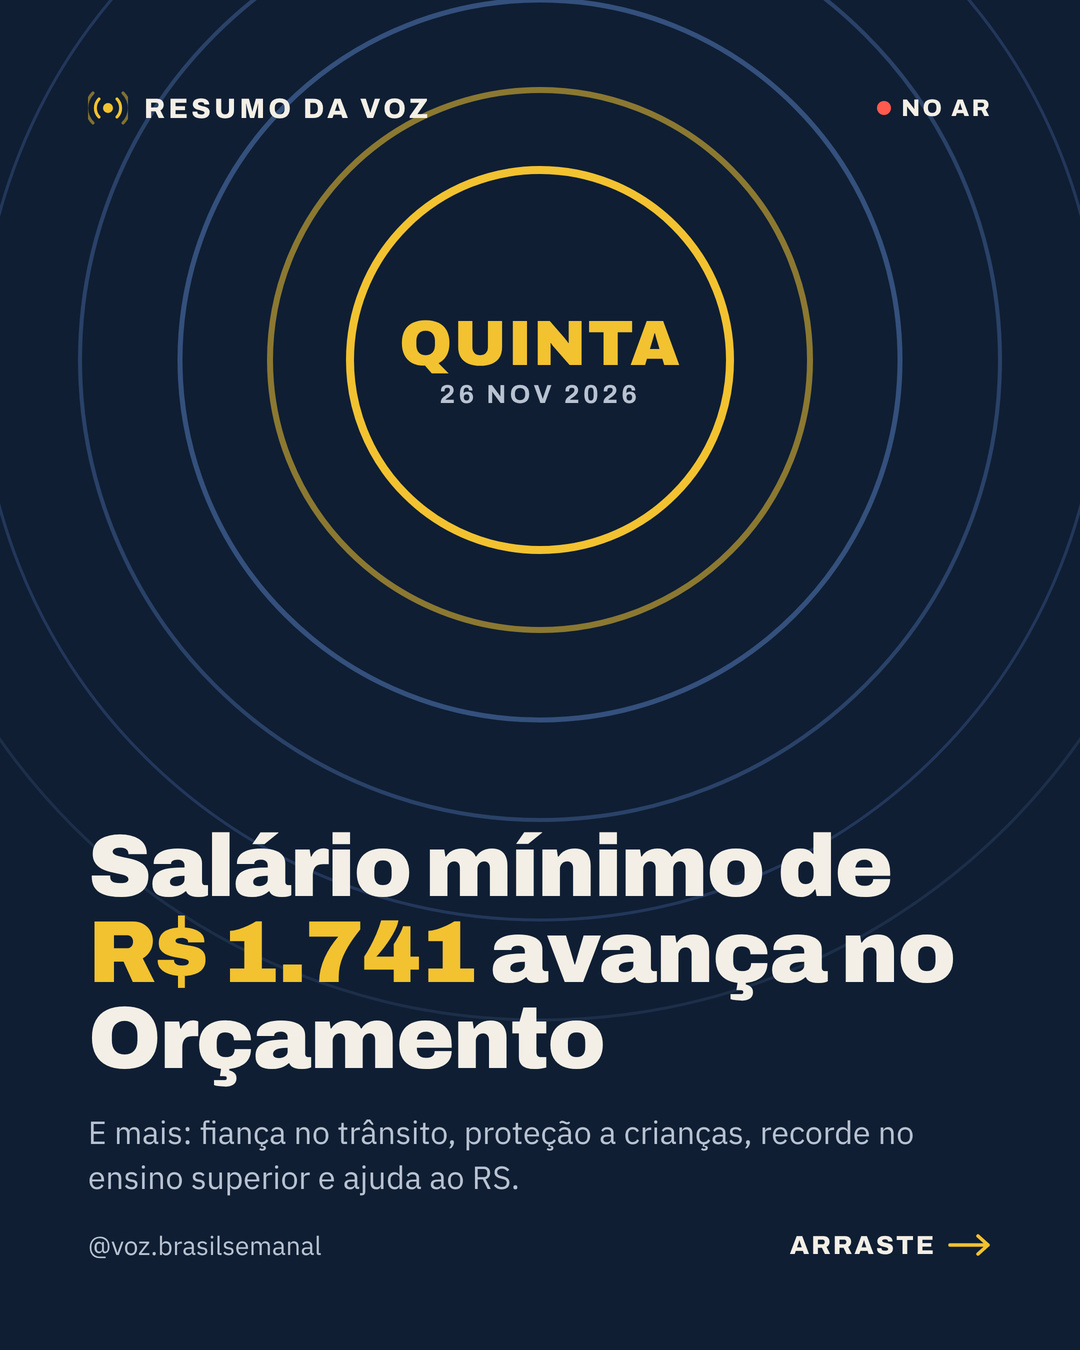 RESUMO DA VOZ
NO AR
QUINTA
26 NOV 2026
Salário mínimo de
R$ 1.741 avança no
Orçamento
E mais: fiança no trânsito, proteção a crianças, recorde no
ensino superior e ajuda ao RS.
@voz.brasilsemanal
ARRASTE